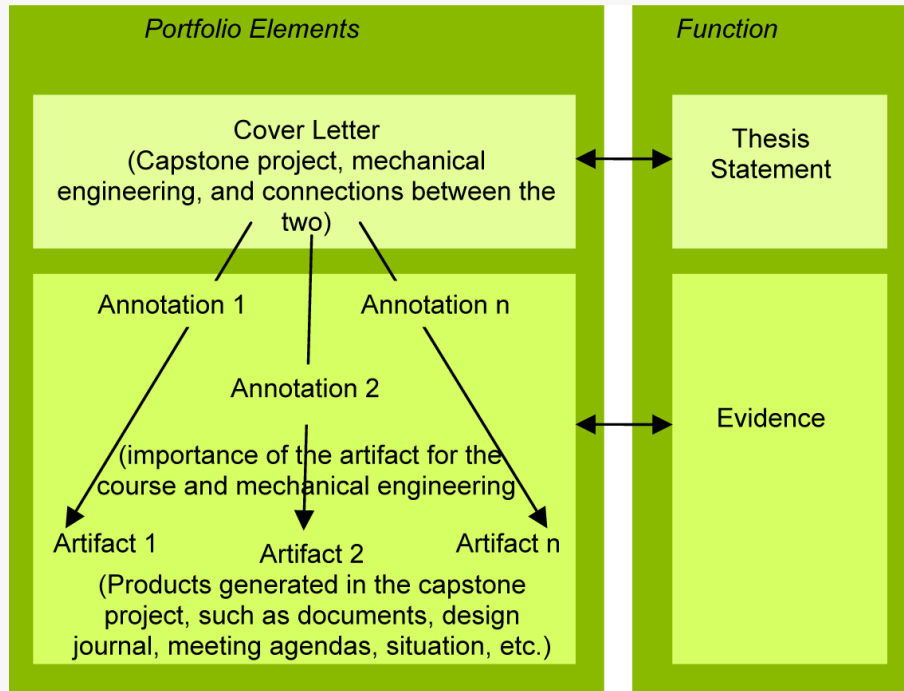 Portfolio Elements
Function
Cover Letter
(Capstone project, mechanical
engineering, and connections between the
two)
Thesis
Statement
Annotation 1
Annotation n
Annotation 2
Evidence
(importance of the artifact for the
course and mechanical engineering
Artifact 1
Artifact 2
Artifact n
(Products generated in the capstone
project, such as documents, design
journal, meeting agendas, situation, etc.)